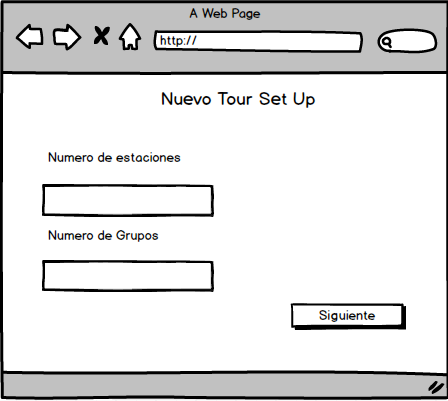 A Web Page
http://
Nuevo Tour Set Up
Numero de estaciones
Numero de Grupos
Siguiente